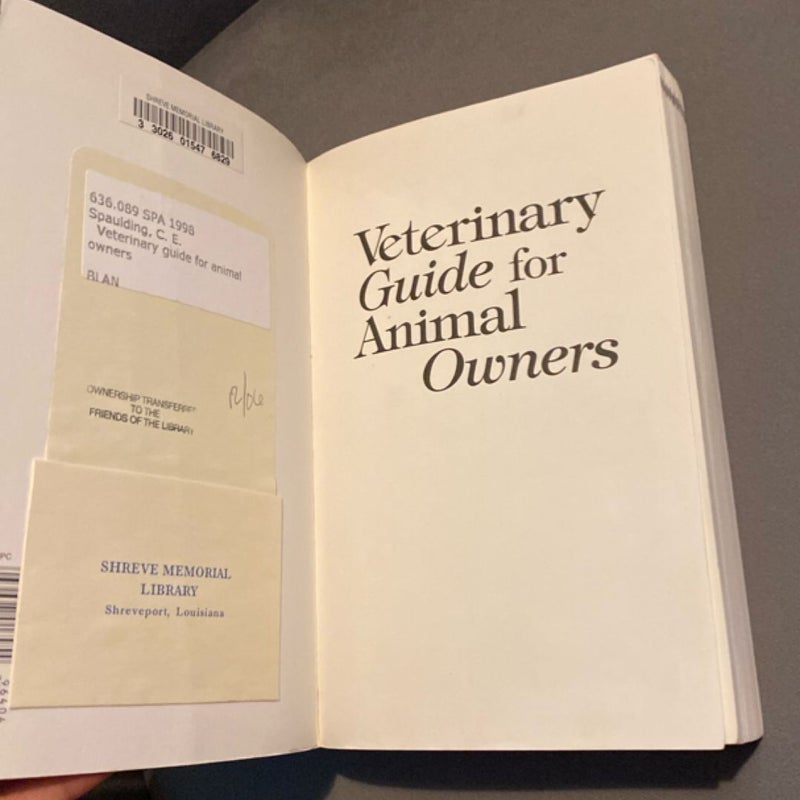 SHREVE MEMORIAL LIBRARY
3 3026 01547 6829
636.089 SPA 1998
Spaulding, C. E.
Veterinary guide for animal
owners
BLAN
OWNERSHIP TRANSFERRED
TO THE
FRIENDS OF THE LIBRARY
SHREVE MEMORIAL
LIBRARY
Shreveport, Louisiana
Veterinary
Guide for
Animal
Owners